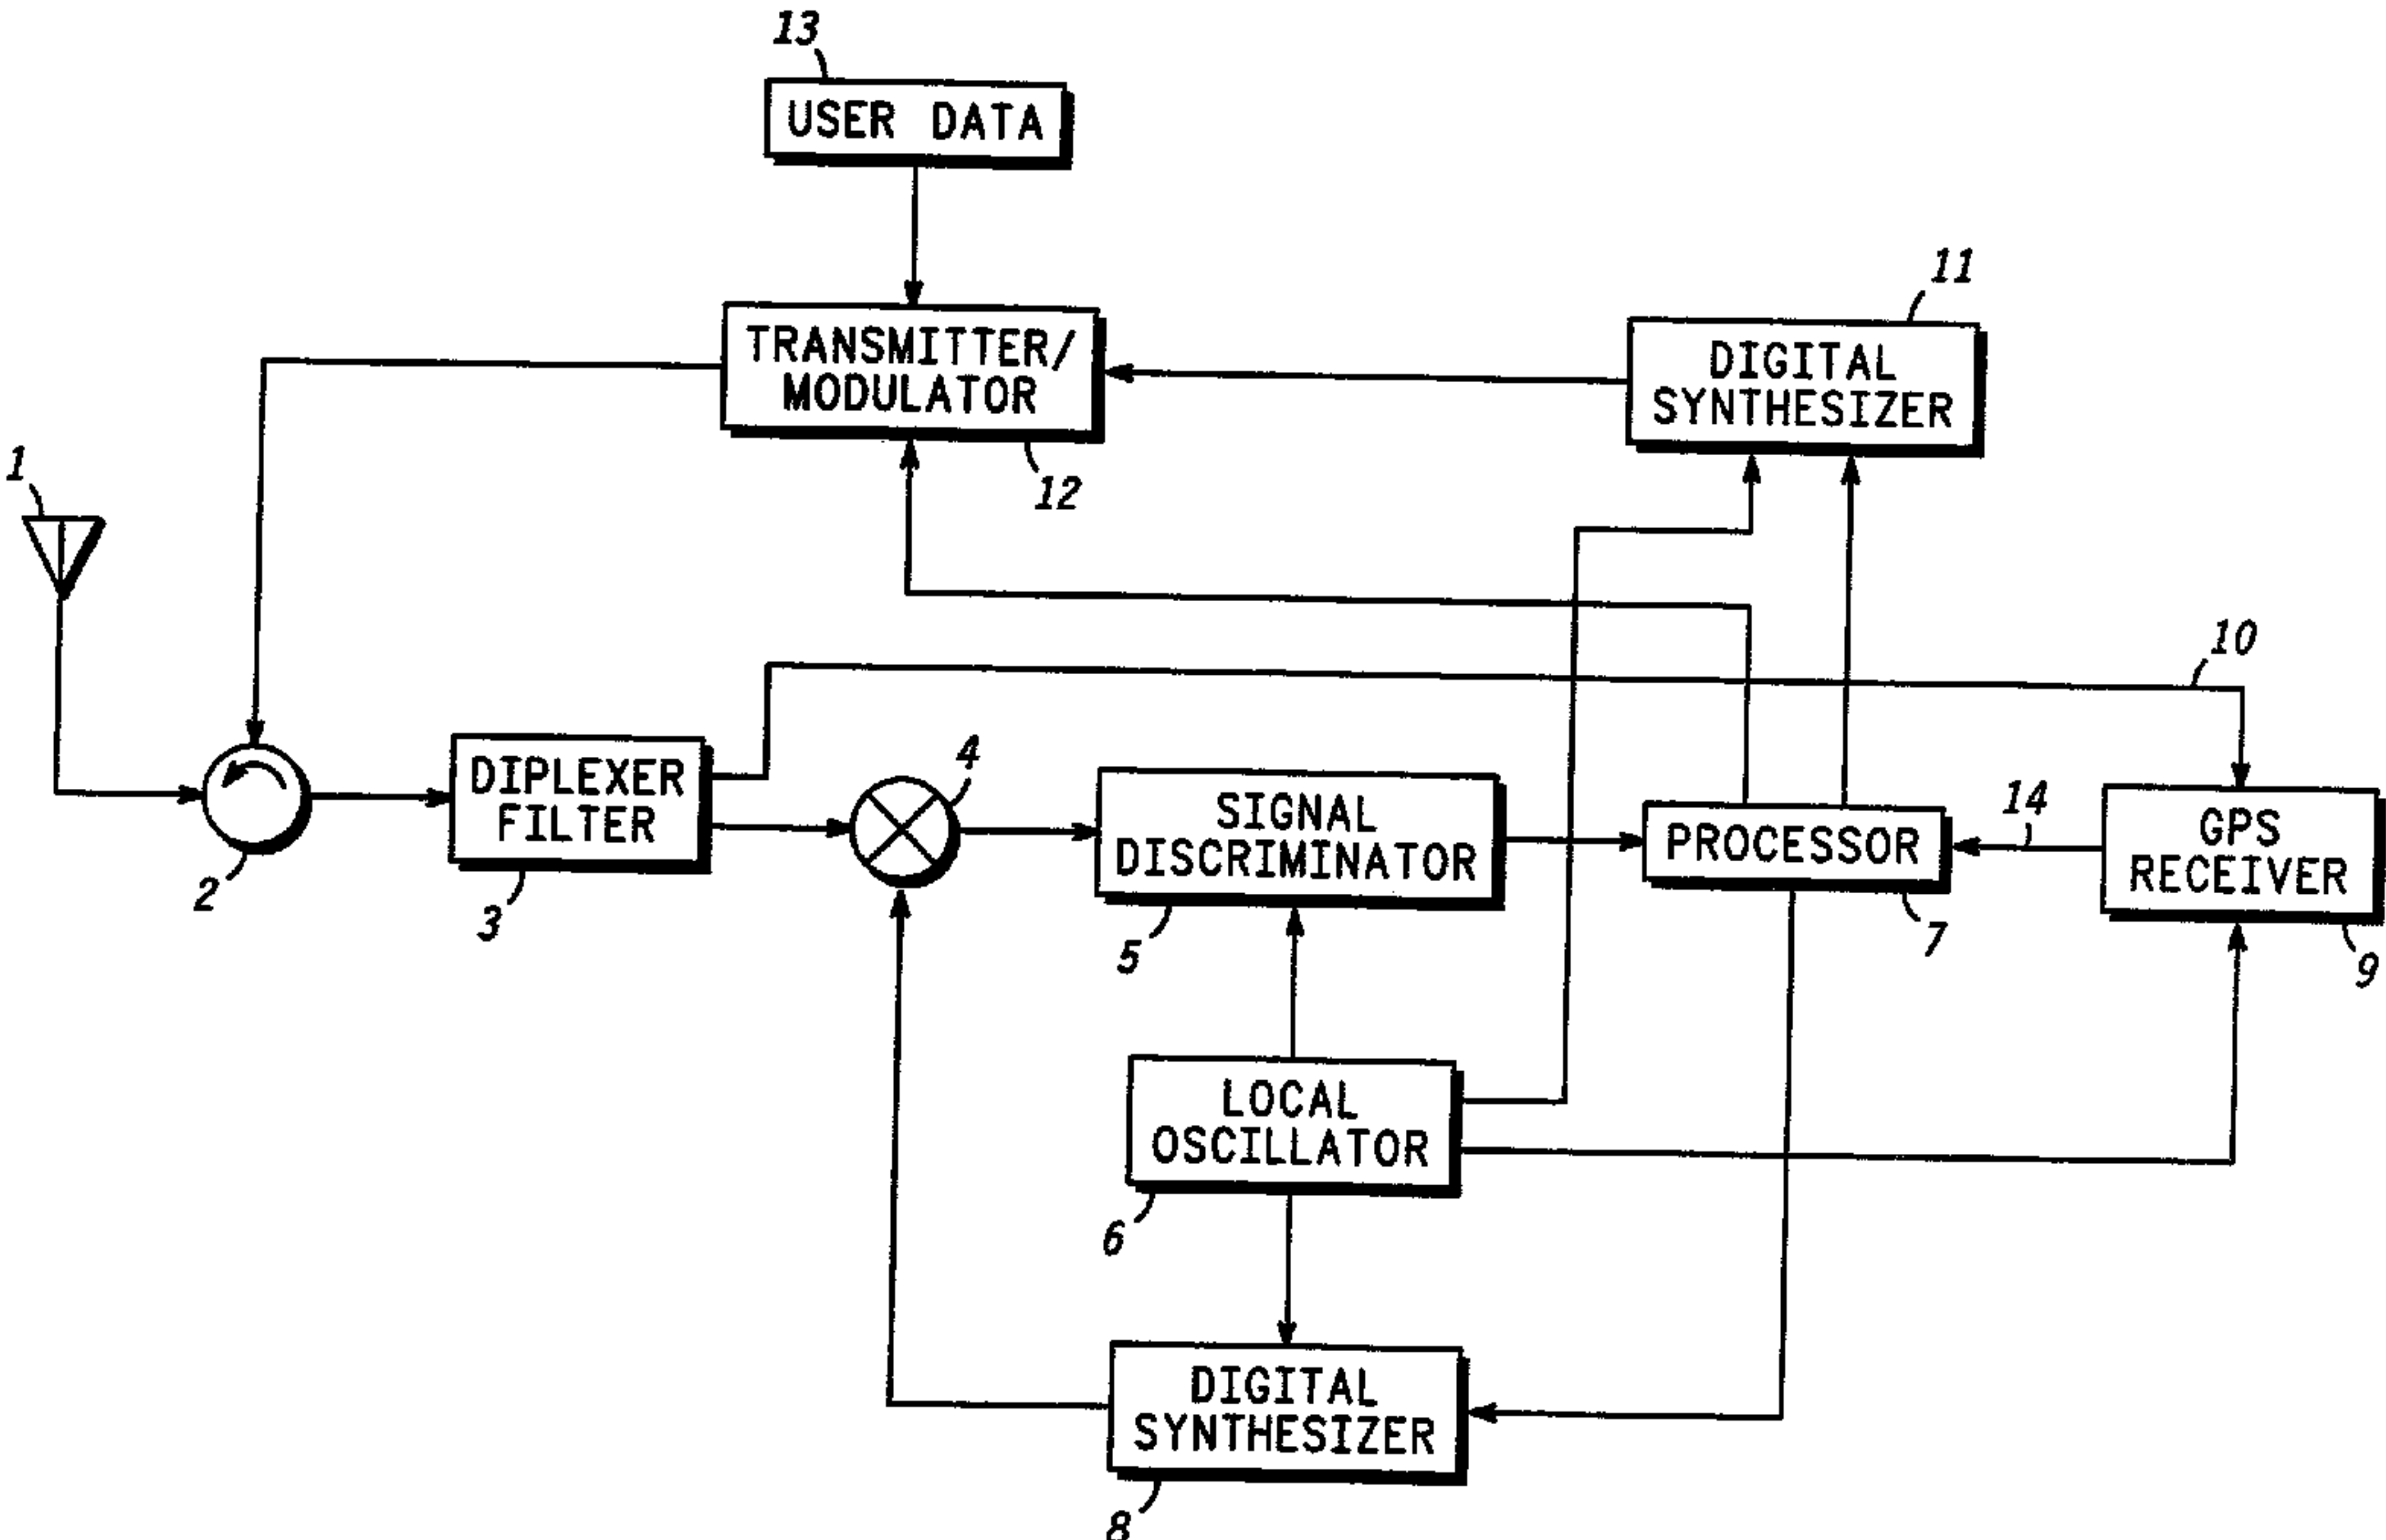 13
USER DATA
11
TRANSMITTER/
MODULATOR
DIGITAL
SYNTHESIZER
12
1
10
DIPLEXER
FILTER
4
SIGNAL
DISCRIMINATOR
PROCESSOR
14
GPS
RECEIVER
2
3
5
7
9
LOCAL
OSCILLATOR
6
DIGITAL
SYNTHESIZER
8